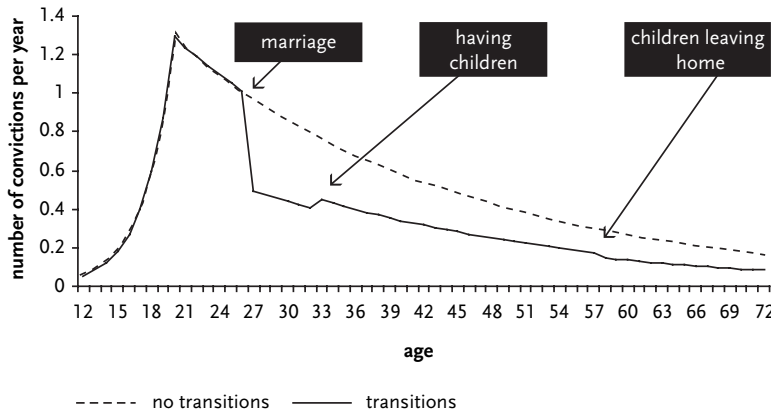 number of convictions per year
1.4
1.2
1
0.8
0.6
0.4
0.2
0
marriage
having
children
children leaving
home
12 15 18 21 24 27 30 33 36 39 42 45 48 51 54 57 60 63 66 69 72
age
no transitions transitions